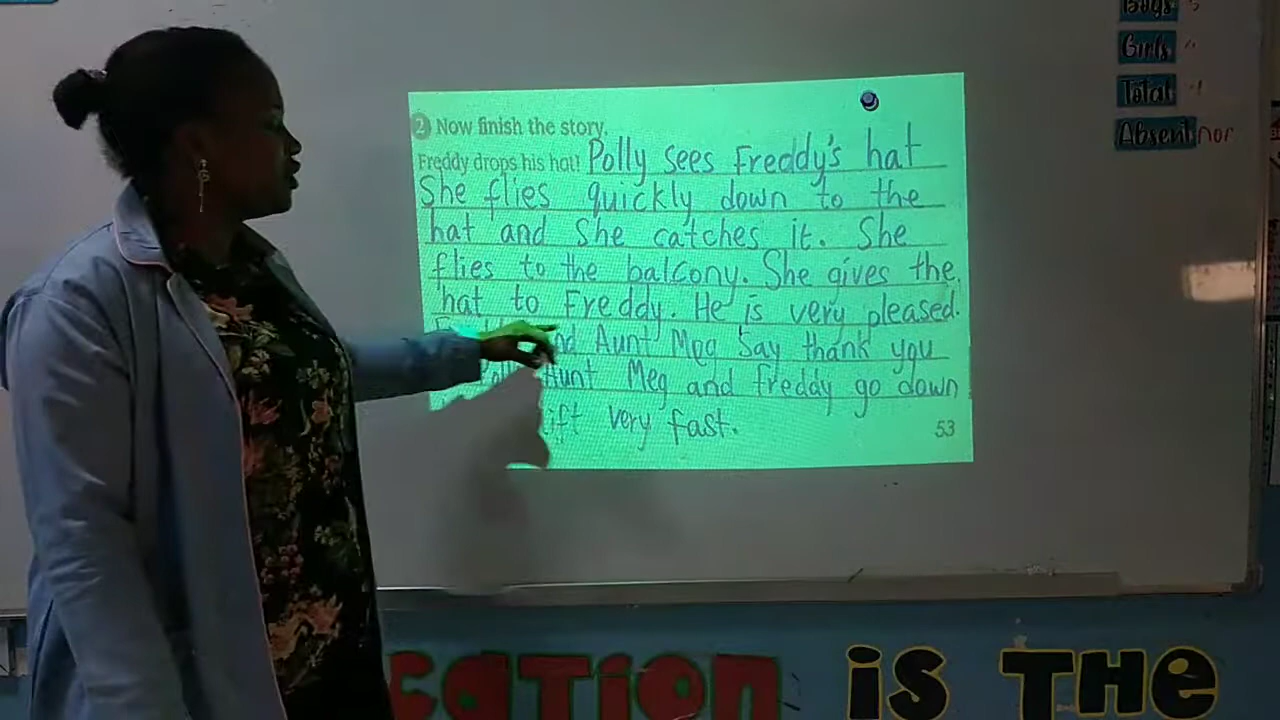 Boys
Girls
Total
Absent nor
2 Now finish the story.
Freddy drops his hat! Polly sees Freddy's hat
She flies quickly down to the
hat and She catches it. She
flies to the balcony. She gives the
hat to Freddy. He is very pleased.
Aunt Meg Say thank you
Aunt Meg and freddy go down
very fast.
53
is THe